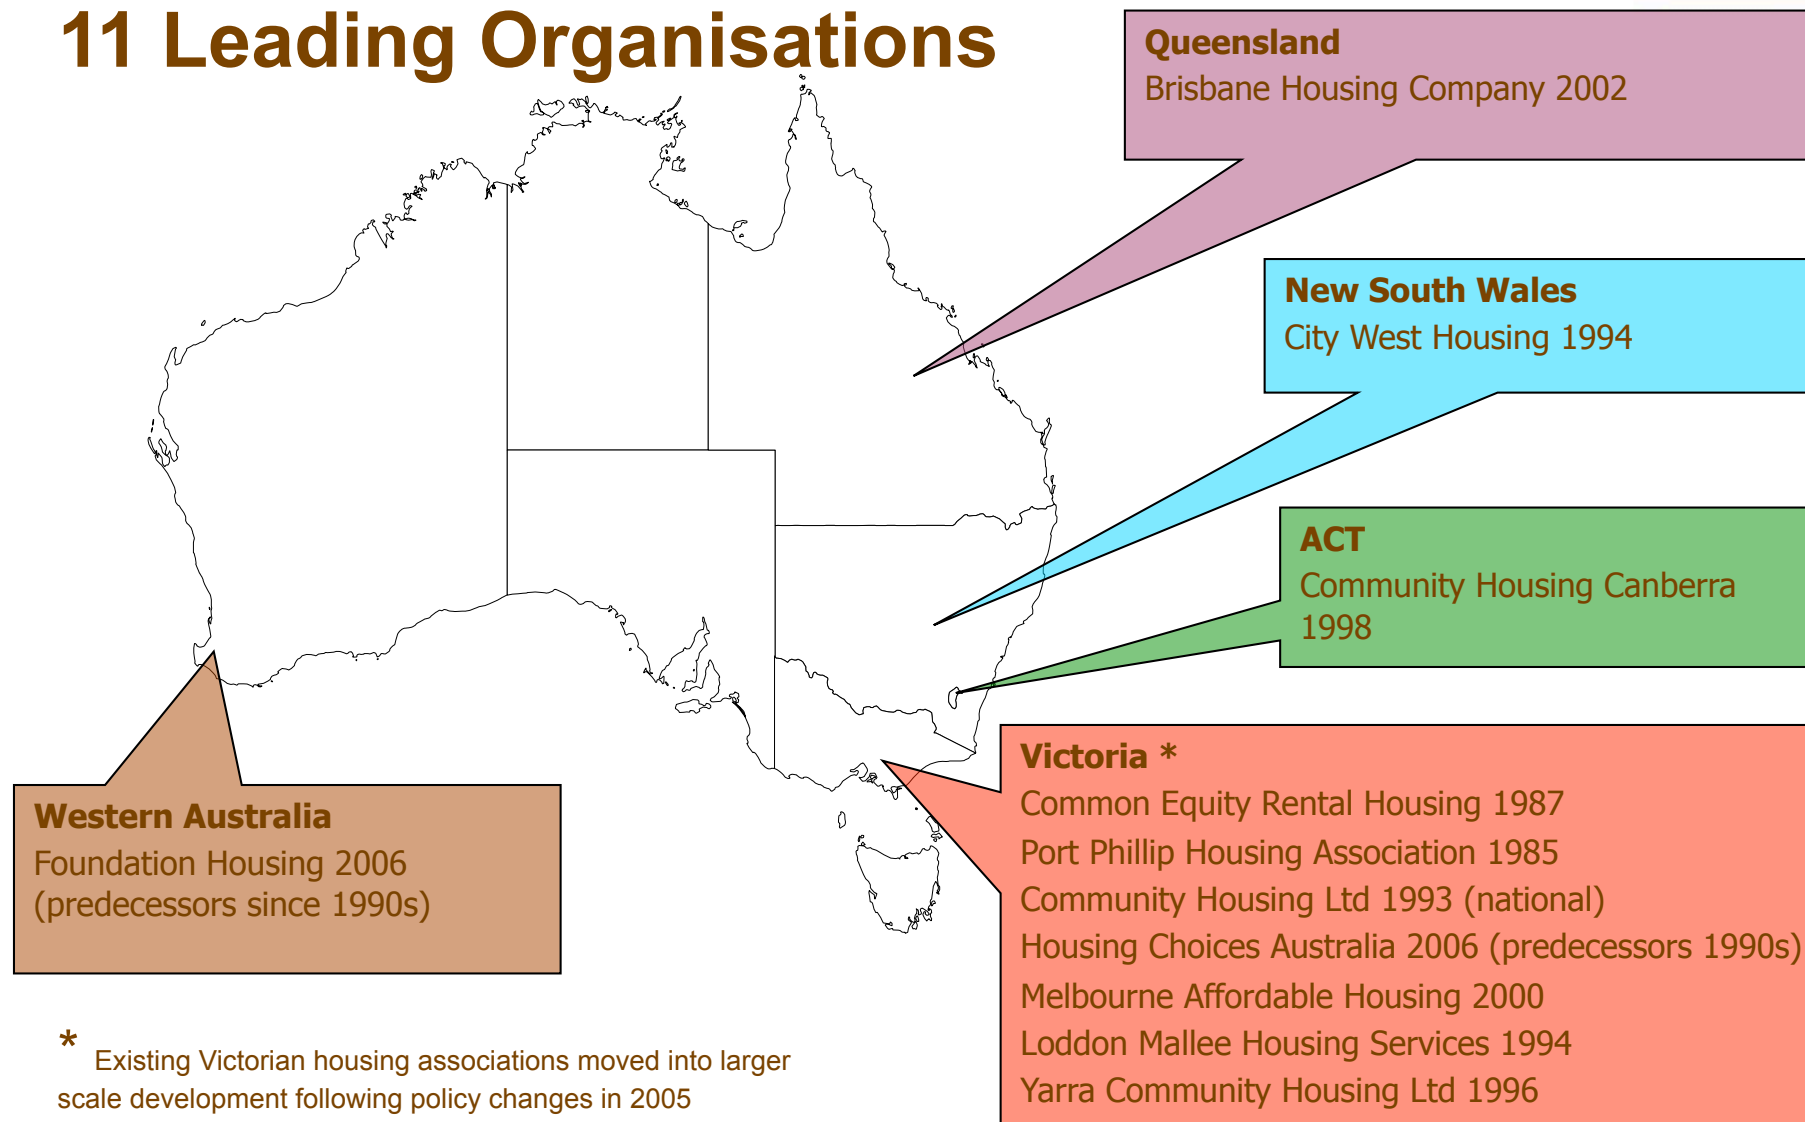 11 Leading Organisations
Queensland
Brisbane Housing Company 2002
New South Wales
City West Housing 1994
ACT
Community Housing Canberra
1998
Victoria *
Common Equity Rental Housing 1987
Port Phillip Housing Association 1985
Community Housing Ltd 1993 (national)
Housing Choices Australia 2006 (predecessors 1990s)
Melbourne Affordable Housing 2000
Loddon Mallee Housing Services 1994
Yarra Community Housing Ltd 1996
Western Australia
Foundation Housing 2006
(predecessors since 1990s)
* Existing Victorian housing associations moved into larger
scale development following policy changes in 2005